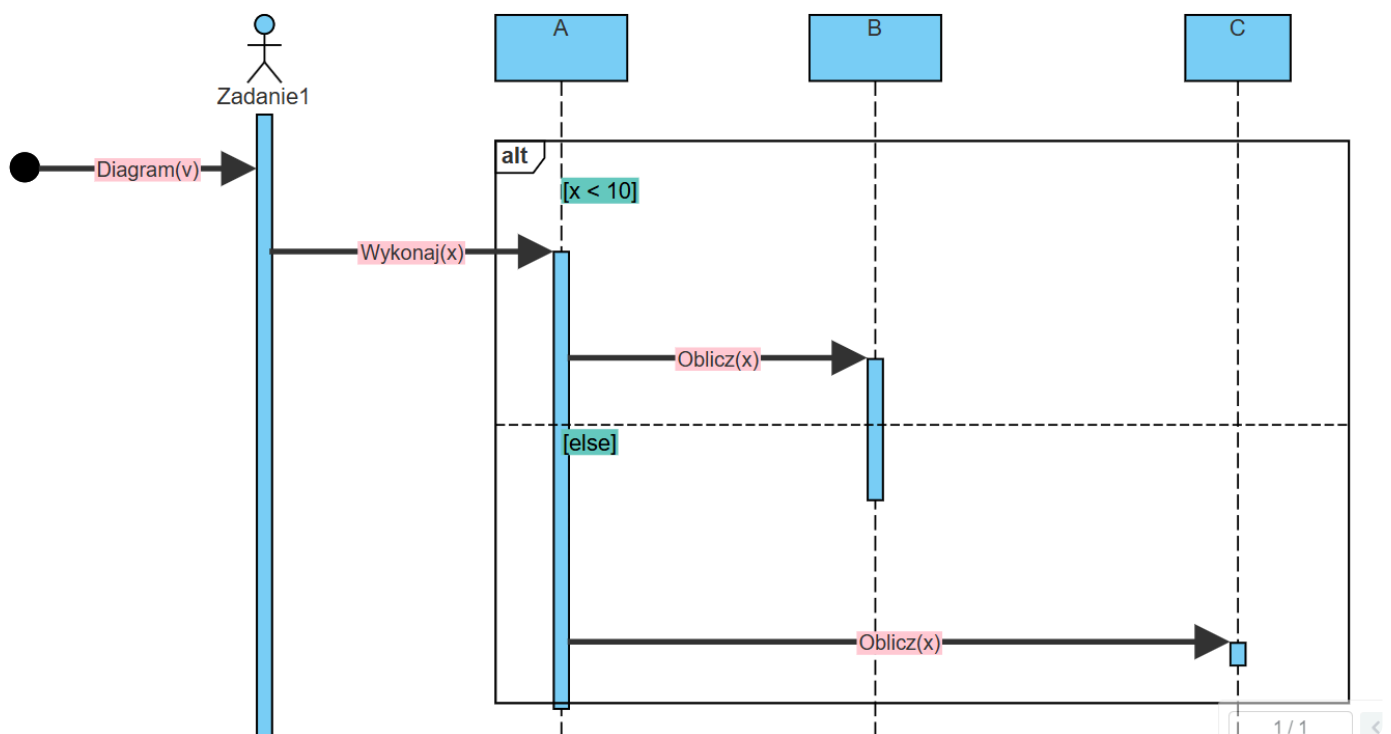 A
B
C
Zadanie1
alt
Diagram(v)
[x < 10]
Wykonaj(x)
Oblicz(x)
[else]
Oblicz(x)
1 / 1